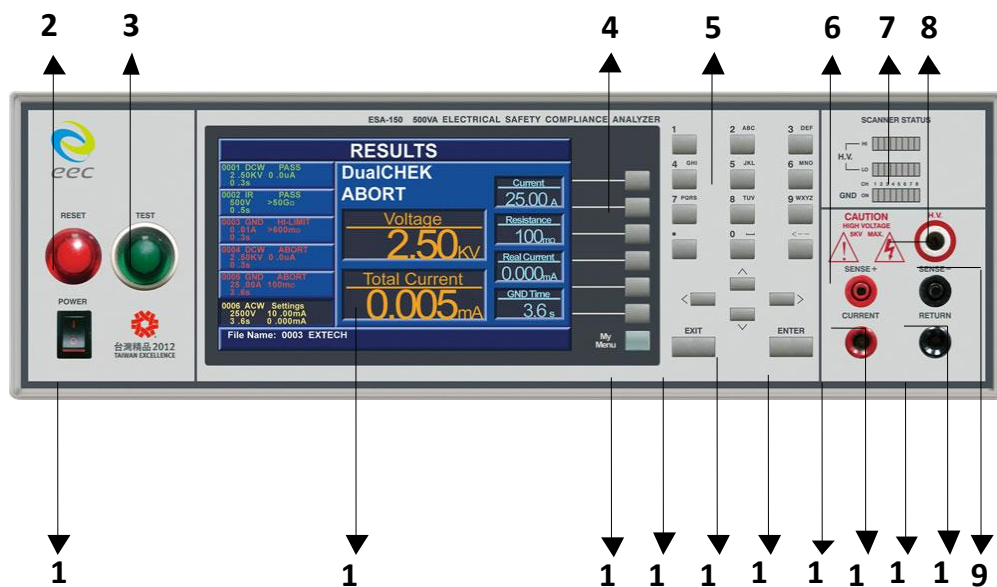 2 3 4 5 6 7 8
ESA-150 500VA ELECTRICAL SAFETY COMPLIANCE ANALYZER
eec
RESET TEST
POWER
台灣精品 2012
TAIWAN EXCELLENCE
RESULTS
0001 DCW PASS
2 .50KV 0 .0uA
0 .3s
0002 IR PASS
500V >50GΩ
0 .5s
0003 GND HI-LIMIT
0 .01A >600mΩ
0 .3s
0004 DCW ABORT
2 .50KV 0 .0uA
0 .3s
0005 GND ABORT
25 .00A 100mΩ
3 .6s
0006 ACW Settings
2500V 10 .00mA
3 .6s 0 .000mA
File Name: 0003 EXTECH
DualCHEK
ABORT
Voltage
2.50KV
Total Current
0.005mA
Current
25.00 A
Resistance
100mΩ
Real Current
0.000mA
GND Time
3.6 s
My
Menu
1 2 ABC 3 DEF
4 GHI 5 JKL 6 MNO
7 PQRS 8 TUV 9 WXYZ
• 0 ⎵ <---
< >
EXIT ENTER
SCANNER STATUS
HI
H.V.
LO
CH 1 2 3 4 5 6 7 8
GND ON
CAUTION
HIGH VOLTAGE
5KV MAX.
H.V.
SENSE + SENSE -
CURRENT RETURN
1 1 1 1 1 1 1 1 1 1 9